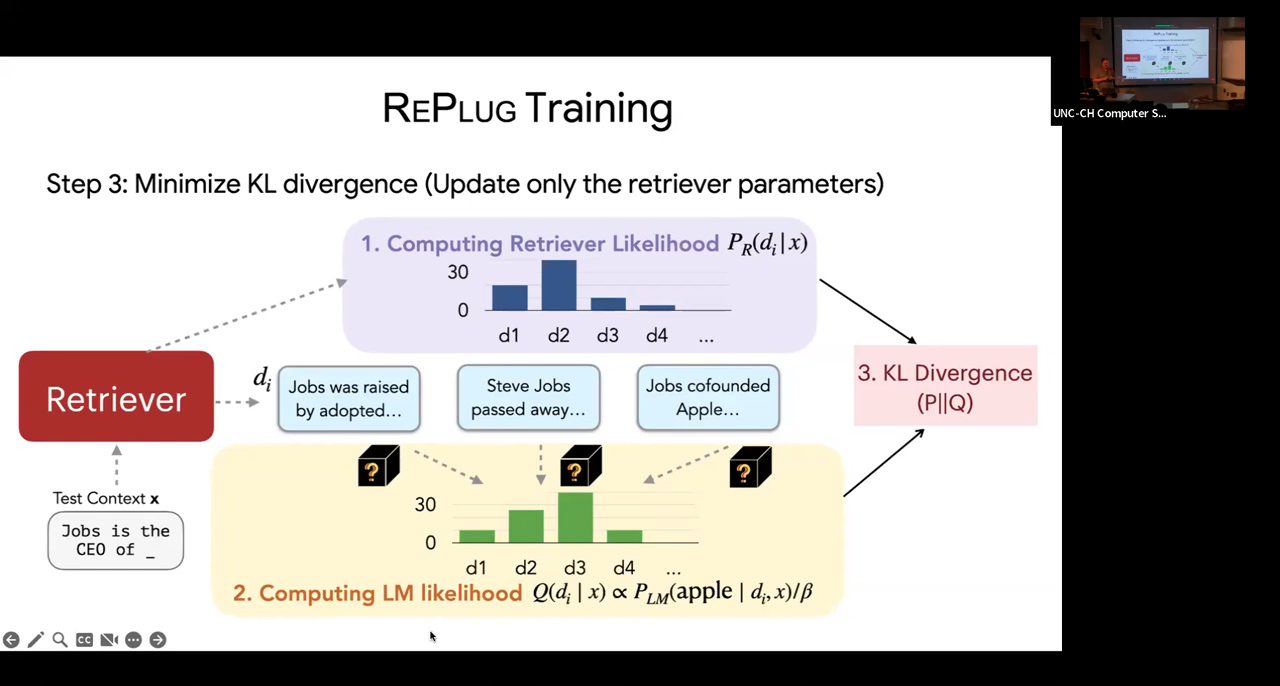 REPLUG Training
Step 3: Minimize KL divergence (Update only the retriever parameters)
1. Computing Retriever Likelihood P_R(d_i|x)
30
0
d1 d2 d3 d4 ...
Retriever
d_i
Jobs was raised
by adopted...
Steve Jobs
passed away...
Jobs cofounded
Apple...
3. KL Divergence
(P||Q)
? ? ?
Test Context x
Jobs is the
CEO of _
30
0
d1 d2 d3 d4 ...
2. Computing LM likelihood Q(d_i | x) ∝ P_LM(apple | d_i, x)/β
CC
UNC-CH Computer S...